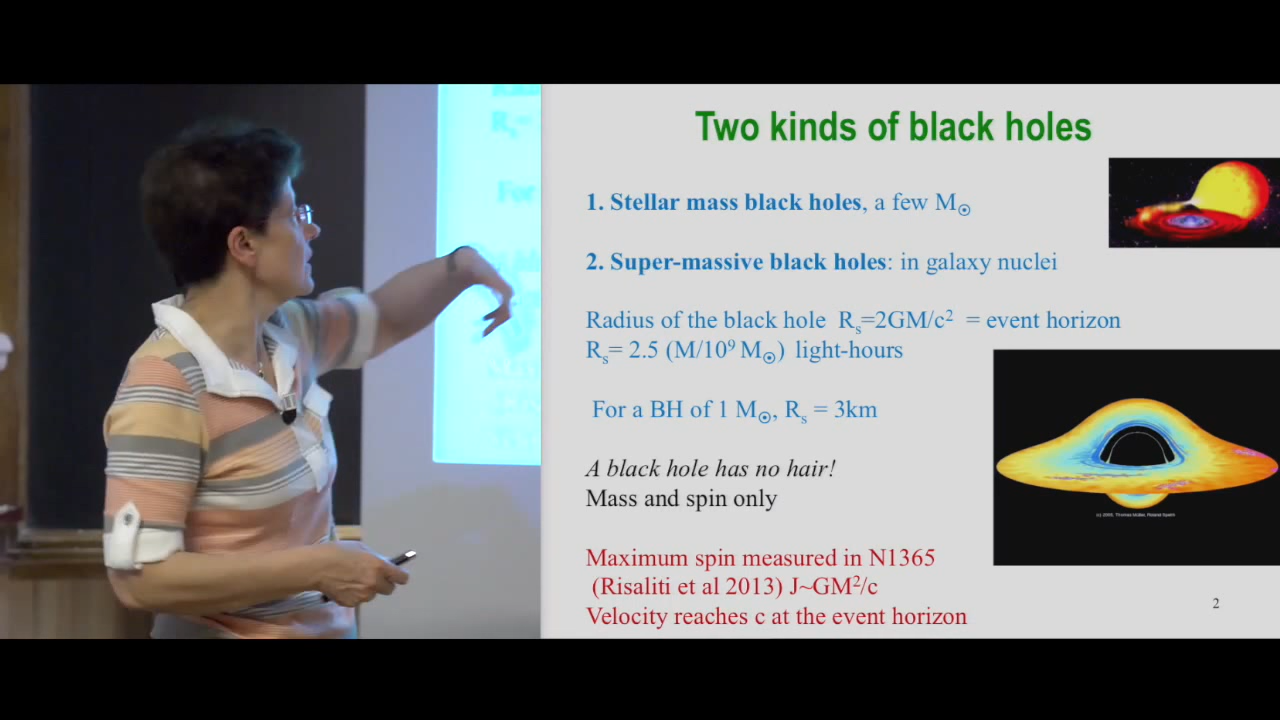 Two kinds of black holes
1. Stellar mass black holes, a few M☉
2. Super-massive black holes: in galaxy nuclei
Radius of the black hole Rₛ=2GM/c² = event horizon
Rₛ= 2.5 (M/10⁹ M☉) light-hours
For a BH of 1 M☉, Rₛ = 3km
A black hole has no hair!
Mass and spin only
Maximum spin measured in N1365
(Risaliti et al 2013) J~GM²/c
Velocity reaches c at the event horizon
2